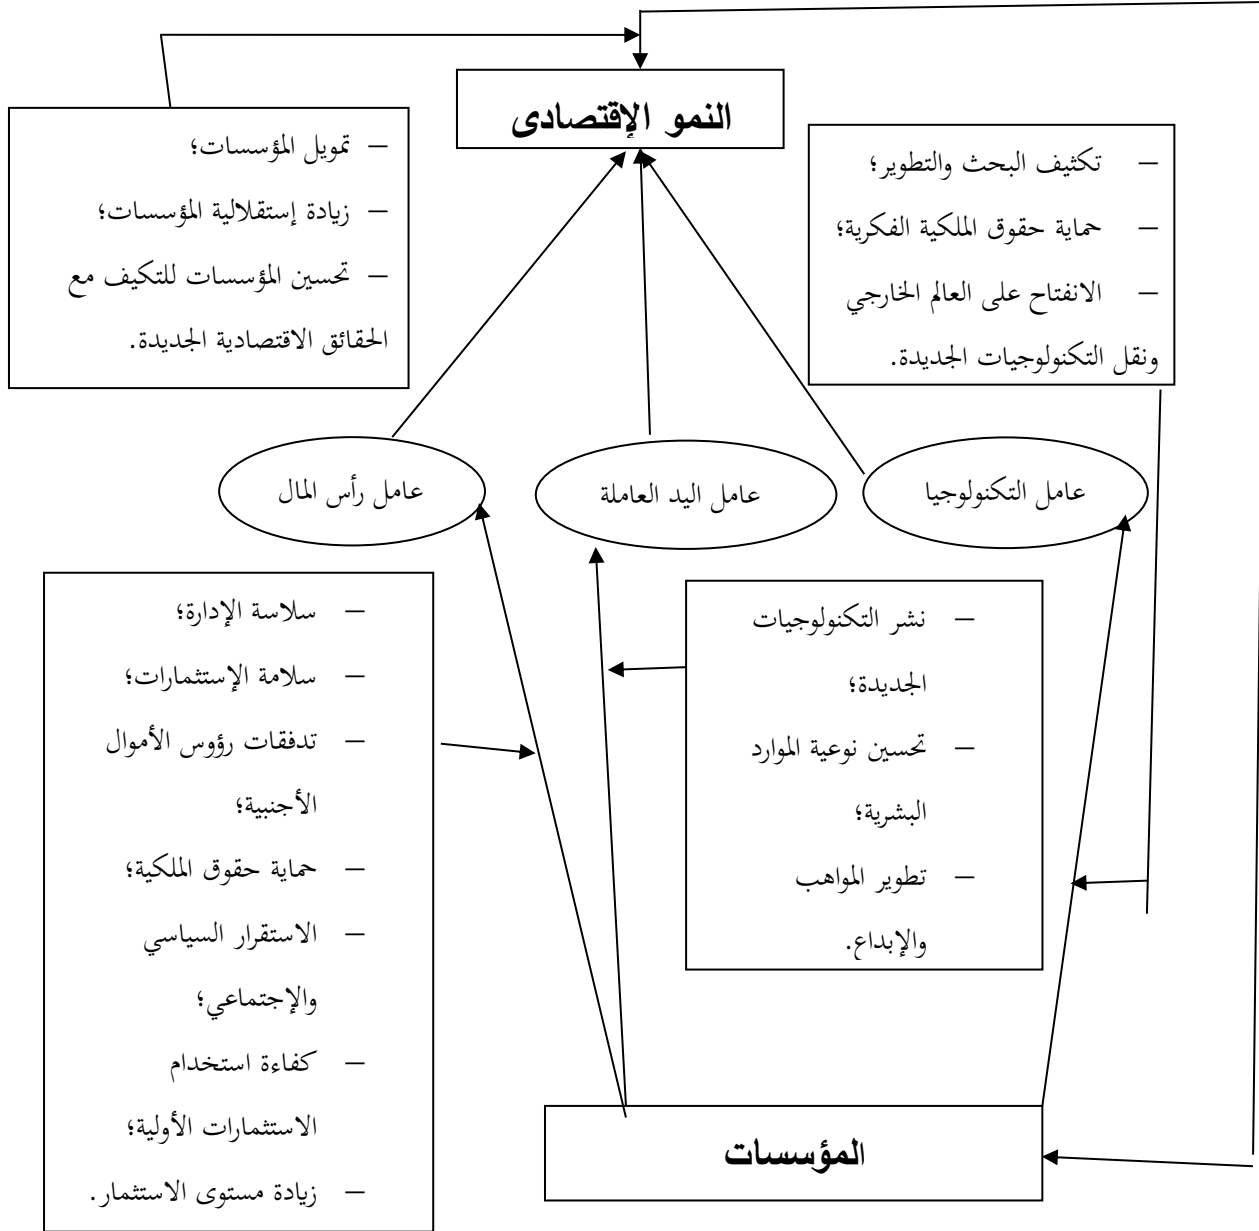 النمو الإقتصادى
– تكثيف البحث والتطوير؛
– حماية حقوق الملكية الفكرية؛
– الانفتاح على العالم الخارجي
ونقل التكنولوجيات الجديدة.
– تمويل المؤسسات؛
– زيادة إستقلالية المؤسسات؛
– تحسين المؤسسات للتكيف مع
الحقائق الاقتصادية الجديدة.
عامل التكنولوجيا
عامل اليد العاملة
عامل رأس المال
– نشر التكنولوجيات
الجديدة؛
– تحسين نوعية الموارد
البشرية؛
– تطوير المواهب
والإبداع.
– سلاسة الإدارة؛
– سلامة الإستثمارات؛
– تدفقات رؤوس الأموال
الأجنبية؛
– حماية حقوق الملكية؛
– الاستقرار السياسي
والإجتماعي؛
– كفاءة استخدام
الاستثمارات الأولية؛
– زيادة مستوى الاستثمار.
المؤسسات